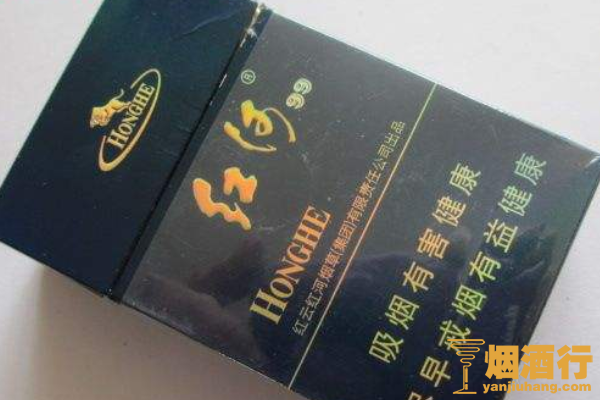 HONGHE
红河®
99
HONGHE
红云红河烟草(集团)有限责任公司出品
吸烟有害健康
尽早戒烟有益健康
烟酒行
yanjiuhang.com